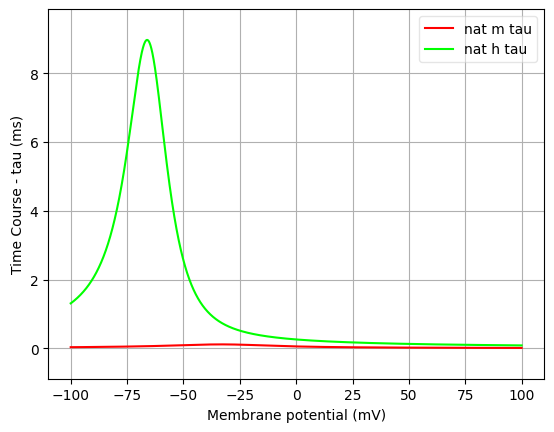 nat m tau
nat h tau
Time Course - tau (ms)
8
6
4
2
0
−100 −75 −50 −25 0 25 50 75 100
Membrane potential (mV)